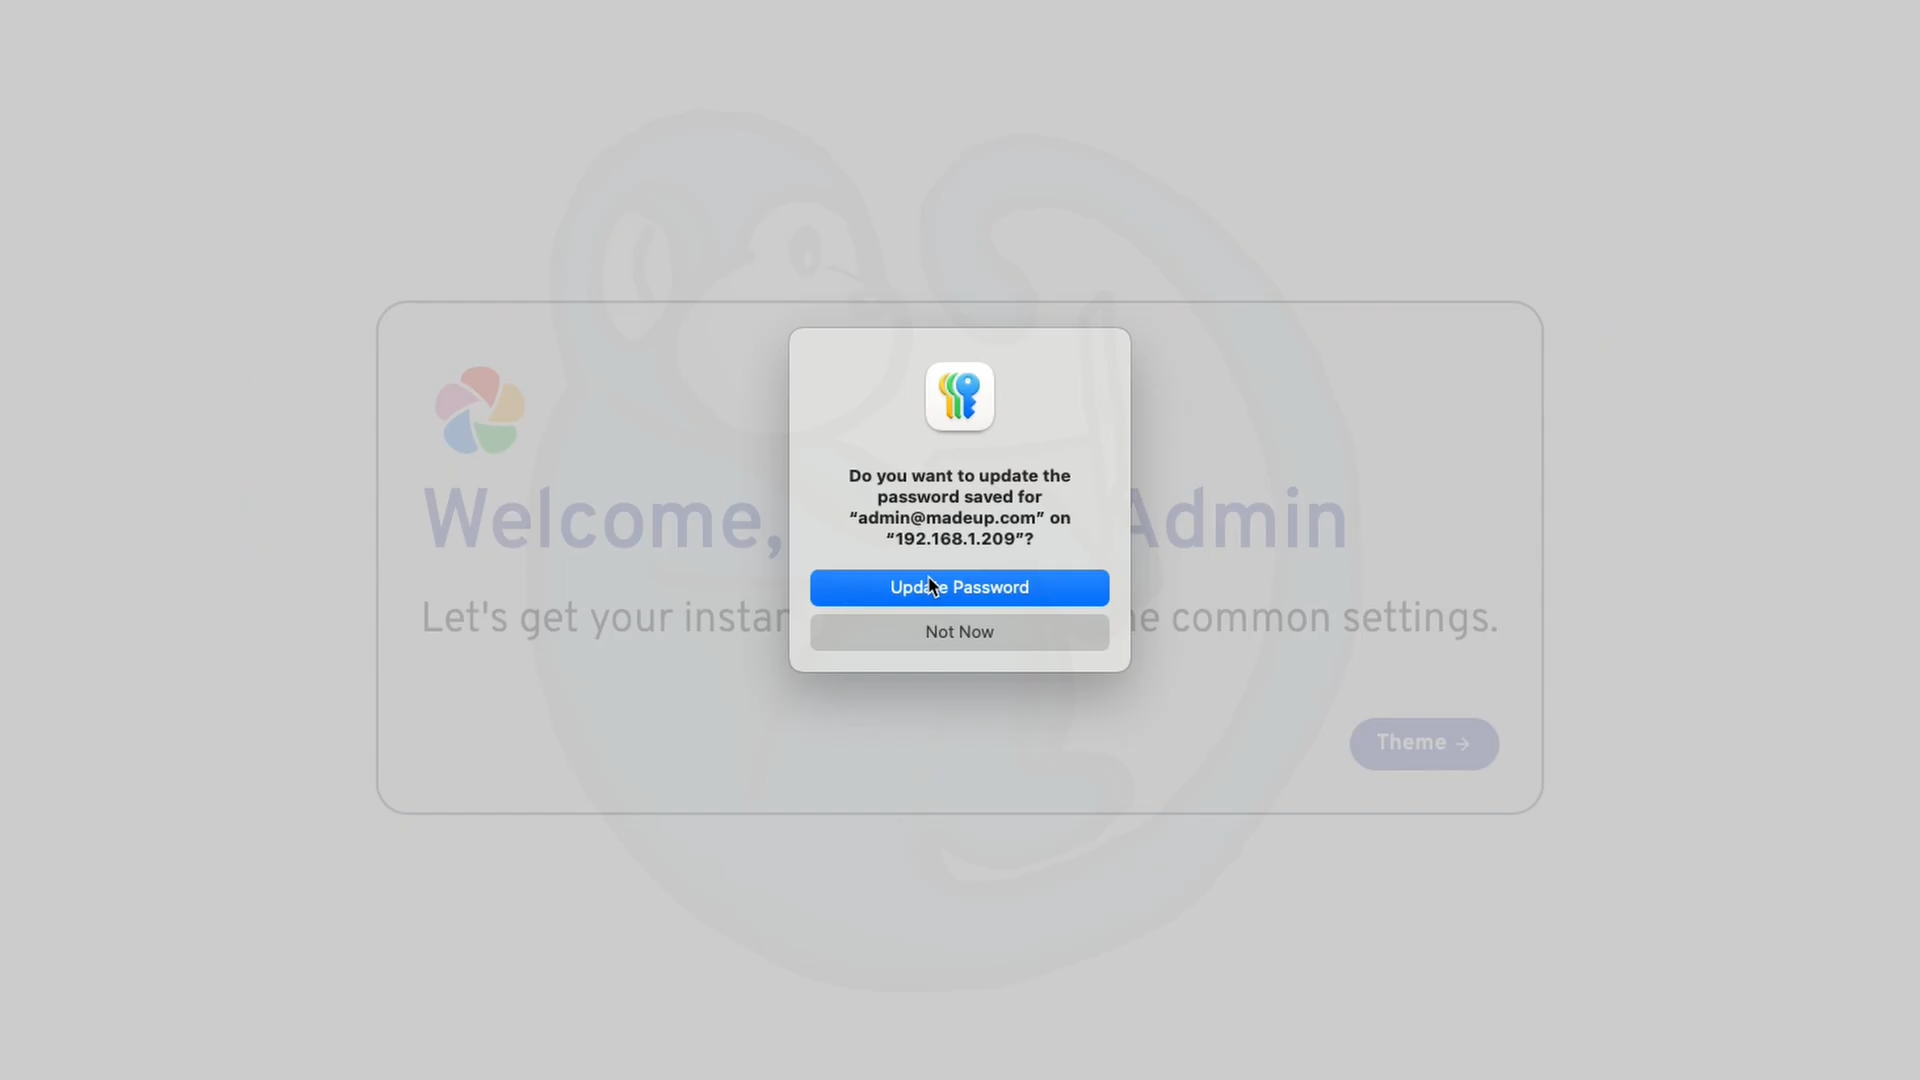 Do you want to update the
password saved for
“admin@madeup.com” on
“192.168.1.209”?
Update Password
Not Now
Welcome, Admin
Let's get your instan e common settings.
Theme →